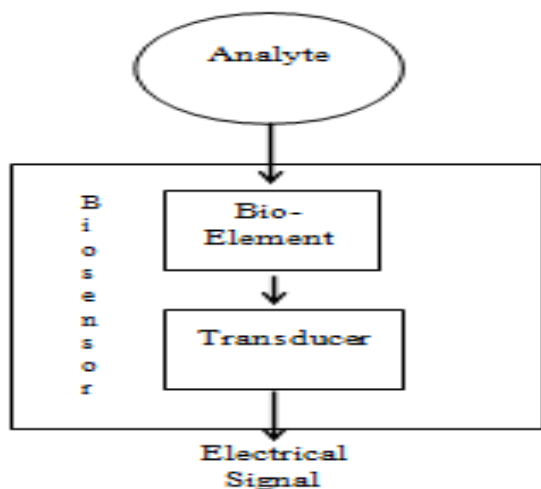 Analyte
Biosensor
Bio-
Element
Transducer
Electrical
Signal